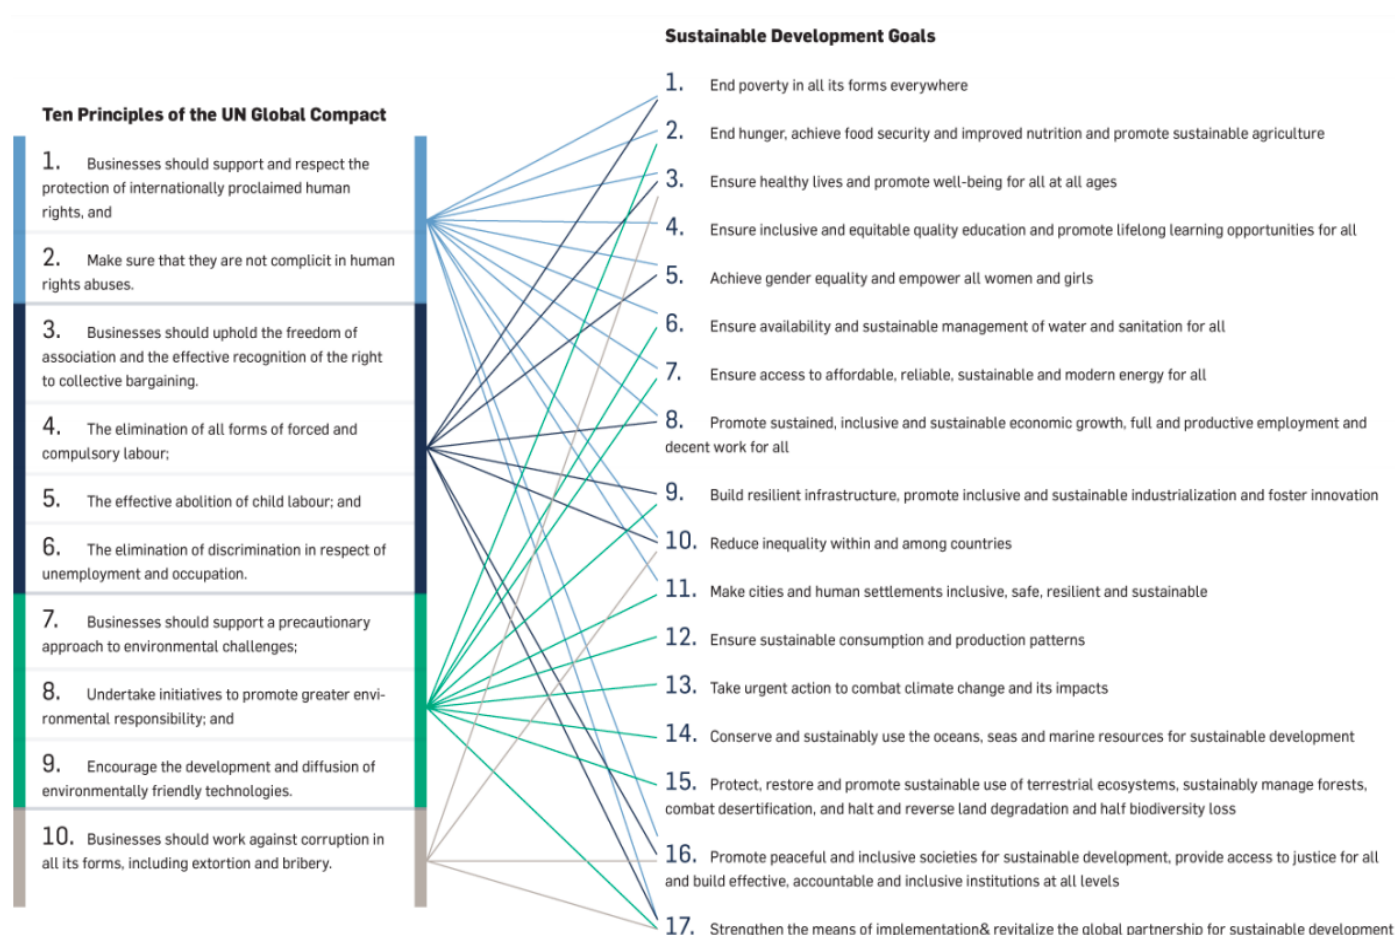 Sustainable Development Goals
1. End poverty in all its forms everywhere
2. End hunger, achieve food security and improved nutrition and promote sustainable agriculture
3. Ensure healthy lives and promote well-being for all at all ages
4. Ensure inclusive and equitable quality education and promote lifelong learning opportunities for all
5. Achieve gender equality and empower all women and girls
6. Ensure availability and sustainable management of water and sanitation for all
7. Ensure access to affordable, reliable, sustainable and modern energy for all
8. Promote sustained, inclusive and sustainable economic growth, full and productive employment and
decent work for all
9. Build resilient infrastructure, promote inclusive and sustainable industrialization and foster innovation
10. Reduce inequality within and among countries
11. Make cities and human settlements inclusive, safe, resilient and sustainable
12. Ensure sustainable consumption and production patterns
13. Take urgent action to combat climate change and its impacts
14. Conserve and sustainably use the oceans, seas and marine resources for sustainable development
15. Protect, restore and promote sustainable use of terrestrial ecosystems, sustainably manage forests,
combat desertification, and halt and reverse land degradation and half biodiversity loss
16. Promote peaceful and inclusive societies for sustainable development, provide access to justice for all
and build effective, accountable and inclusive institutions at all levels
17. Strengthen the means of implementation& revitalize the global partnership for sustainable development
Ten Principles of the UN Global Compact
1. Businesses should support and respect the
protection of internationally proclaimed human
rights, and
2. Make sure that they are not complicit in human
rights abuses.
3. Businesses should uphold the freedom of
association and the effective recognition of the right
to collective bargaining.
4. The elimination of all forms of forced and
compulsory labour;
5. The effective abolition of child labour; and
6. The elimination of discrimination in respect of
unemployment and occupation.
7. Businesses should support a precautionary
approach to environmental challenges;
8. Undertake initiatives to promote greater envi-
ronmental responsibility; and
9. Encourage the development and diffusion of
environmentally friendly technologies.
10. Businesses should work against corruption in
all its forms, including extortion and bribery.